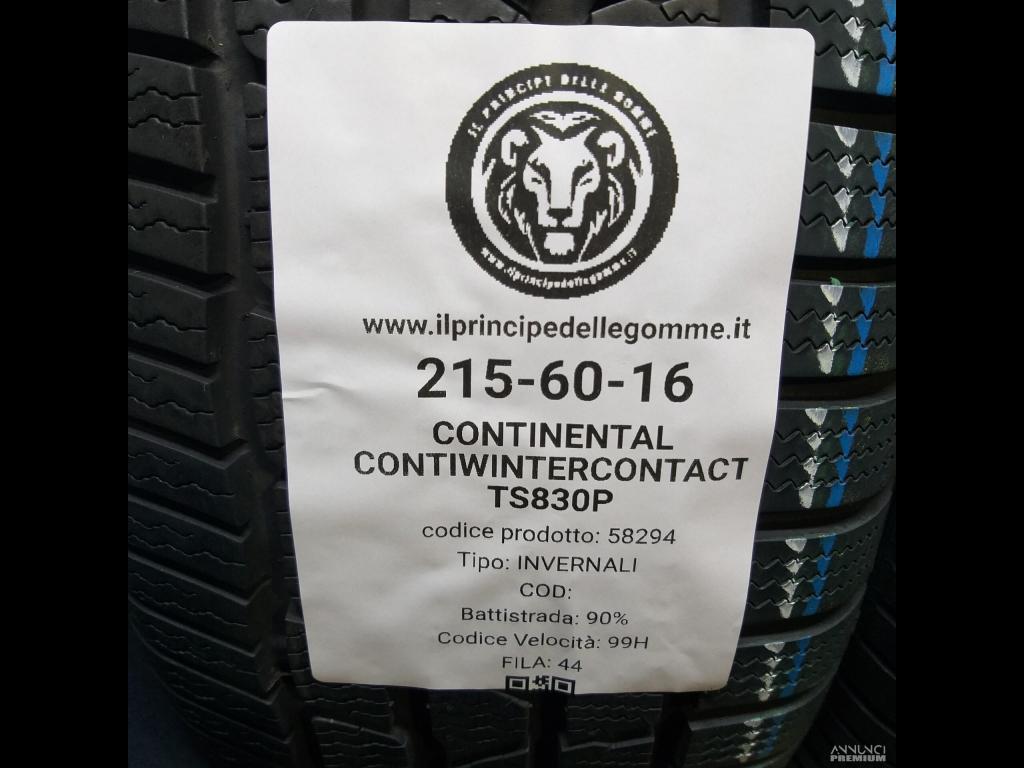 IL PRINCIPE DELLE GOMME
www.ilprincipedellegomme.it
www.ilprincipedellegomme.it
215-60-16
CONTINENTAL
CONTIWINTERCONTACT
TS830P
codice prodotto: 58294
Tipo: INVERNALI
COD:
Battistrada: 90%
Codice Velocità: 99H
FILA: 44
ANNUNCI
PREMIUM